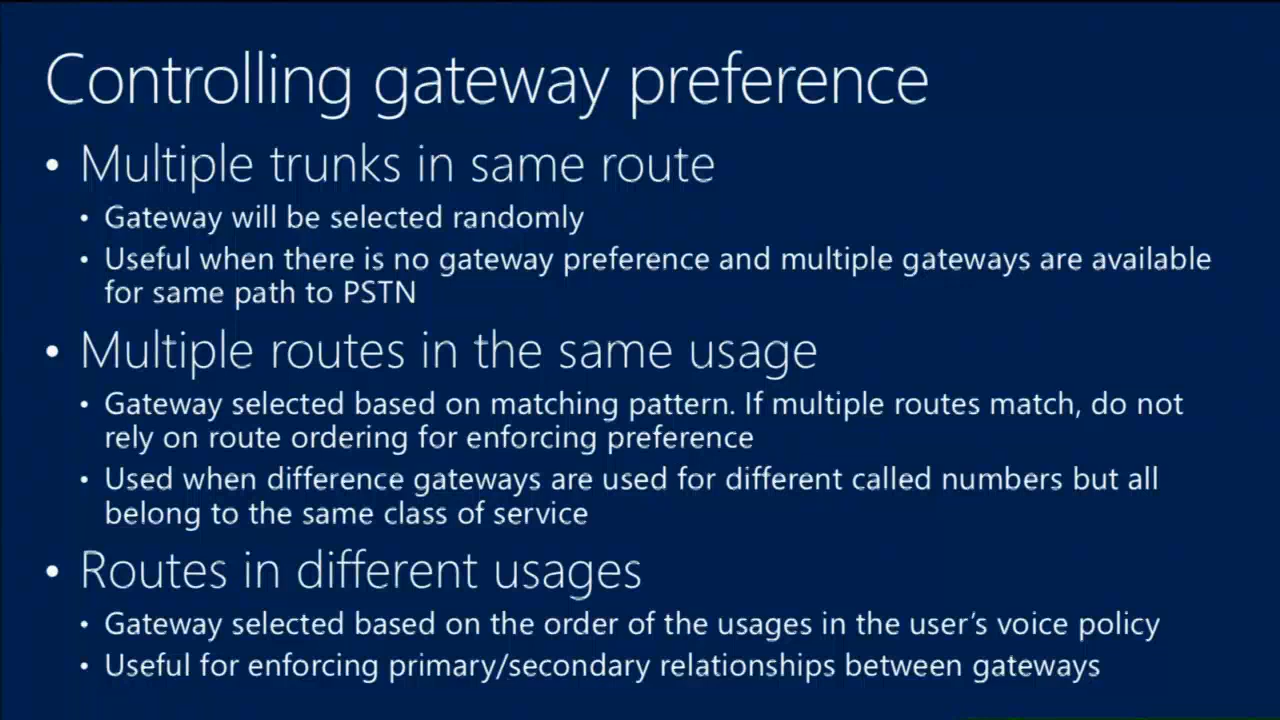 Controlling gateway preference
• Multiple trunks in same route
• Gateway will be selected randomly
• Useful when there is no gateway preference and multiple gateways are available
for same path to PSTN
• Multiple routes in the same usage
• Gateway selected based on matching pattern. If multiple routes match, do not
rely on route ordering for enforcing preference
• Used when difference gateways are used for different called numbers but all
belong to the same class of service
• Routes in different usages
• Gateway selected based on the order of the usages in the user’s voice policy
• Useful for enforcing primary/secondary relationships between gateways